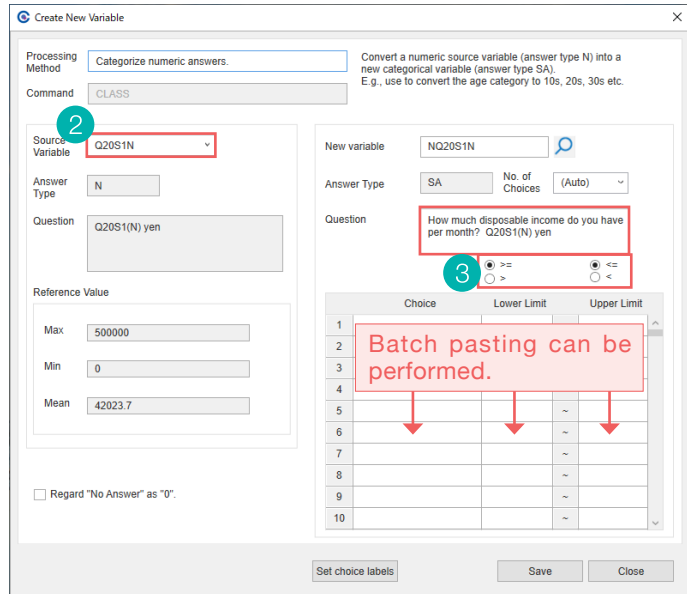 Create New Variable
Processing
Method
Categorize numeric answers.
Convert a numeric source variable (answer type N) into a
new categorical variable (answer type SA).
E.g., use to convert the age category to 10s, 20s, 30s etc.
Command
CLASS
2
Source
Variable
Q20S1N
Answer
Type
N
Question
Q20S1(N) yen
Reference Value
Max
500000
Min
0
Mean
42023.7
Regard "No Answer" as "0".
New variable
NQ20S1N
Answer Type
SA
No. of
Choices
(Auto)
Question
How much disposable income do you have
per month? Q20S1(N) yen
3
>=
<=
>
<
Choice Lower Limit Upper Limit
1
2
3
4
Batch pasting can be
performed.
5 ~
6 ~
7 ~
8 ~
9 ~
10 ~
Set choice labels
Save
Close